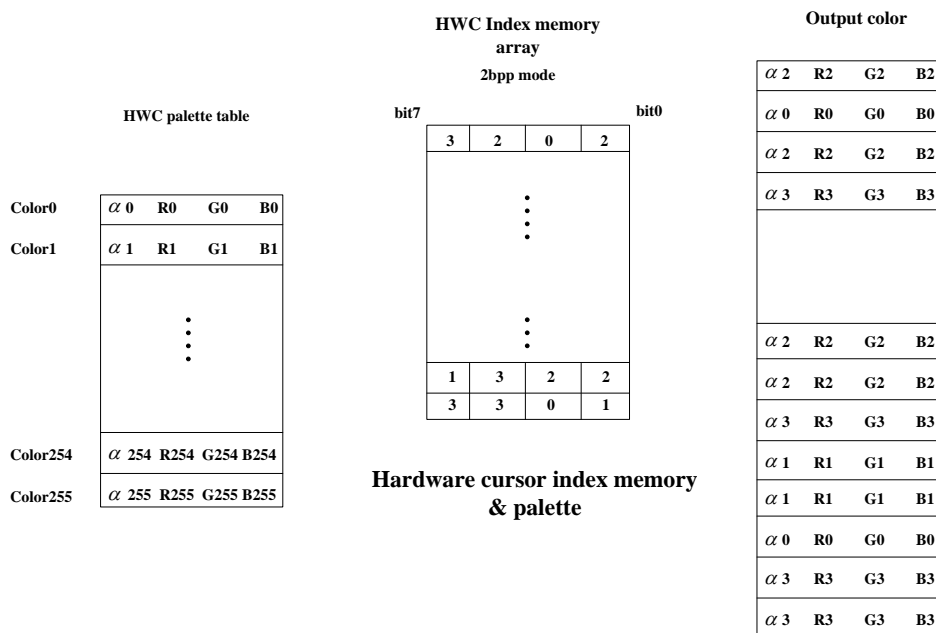 HWC palette table
Color0 α 0 R0 G0 B0
Color1 α 1 R1 G1 B1
Color254 α 254 R254 G254 B254
Color255 α 255 R255 G255 B255
HWC Index memory
array
2bpp mode
bit7 bit0
3 2 0 2
1 3 2 2
3 3 0 1
Hardware cursor index memory
& palette
Output color
α 2 R2 G2 B2
α 0 R0 G0 B0
α 2 R2 G2 B2
α 3 R3 G3 B3
α 2 R2 G2 B2
α 2 R2 G2 B2
α 3 R3 G3 B3
α 1 R1 G1 B1
α 1 R1 G1 B1
α 0 R0 G0 B0
α 3 R3 G3 B3
α 3 R3 G3 B3